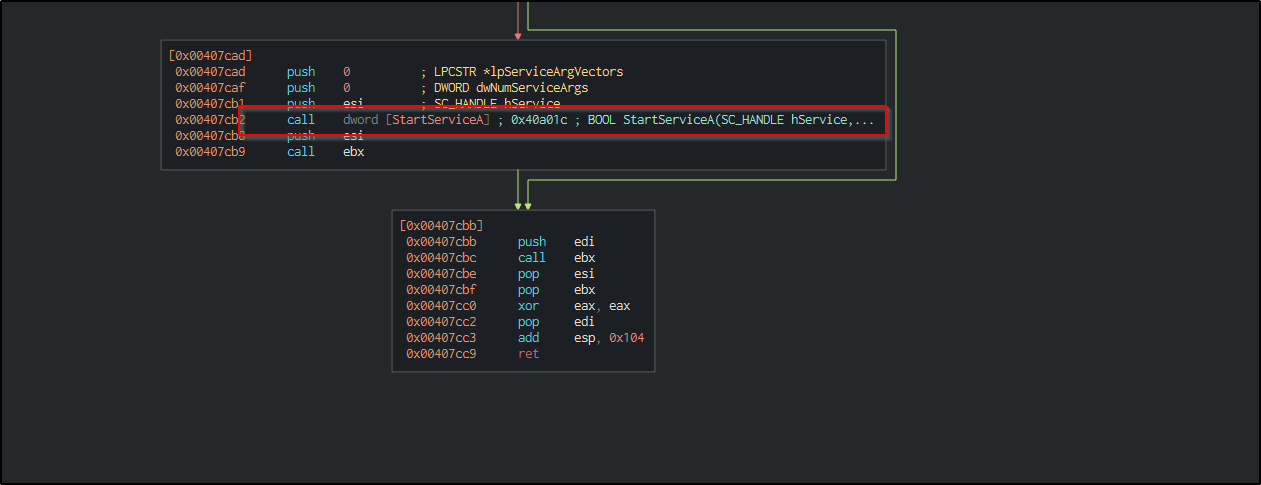 [0x00407cad]
0x00407cad push 0 ; LPCSTR *lpServiceArgVectors
0x00407caf push 0 ; DWORD dwNumServiceArgs
0x00407cb1 push esi ; SC_HANDLE hService
0x00407cb2 call dword [StartServiceA] ; 0x40a01c ; BOOL StartServiceA(SC_HANDLE hService,...
0x00407cb8 push esi
0x00407cb9 call ebx
[0x00407cbb]
0x00407cbb push edi
0x00407cbc call ebx
0x00407cbe pop esi
0x00407cbf pop ebx
0x00407cc0 xor eax, eax
0x00407cc2 pop edi
0x00407cc3 add esp, 0x104
0x00407cc9 ret